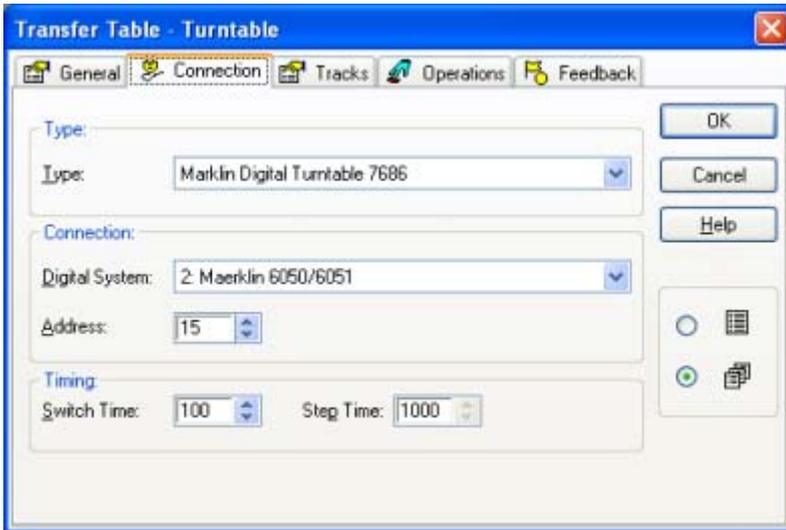 Transfer Table - Turntable
General Connection Tracks Operations Feedback
Type:
Type: Marklin Digital Turntable 7686
Connection:
Digital System: 2: Maerklin 6050/6051
Address: 15
Timing:
Switch Time: 100 Step Time: 1000
OK
Cancel
Help